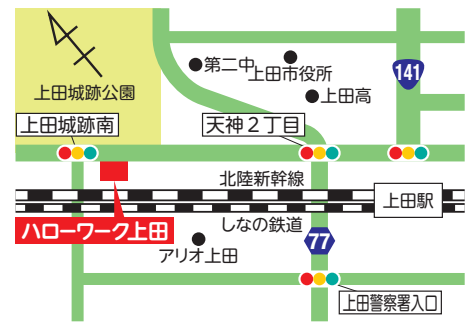 第二中
上田市役所
141
上田高
上田城跡公園
上田城跡南
天神2丁目
北陸新幹線
上田駅
ハローワーク上田
しなの鉄道
77
アリオ上田
上田警察署入口